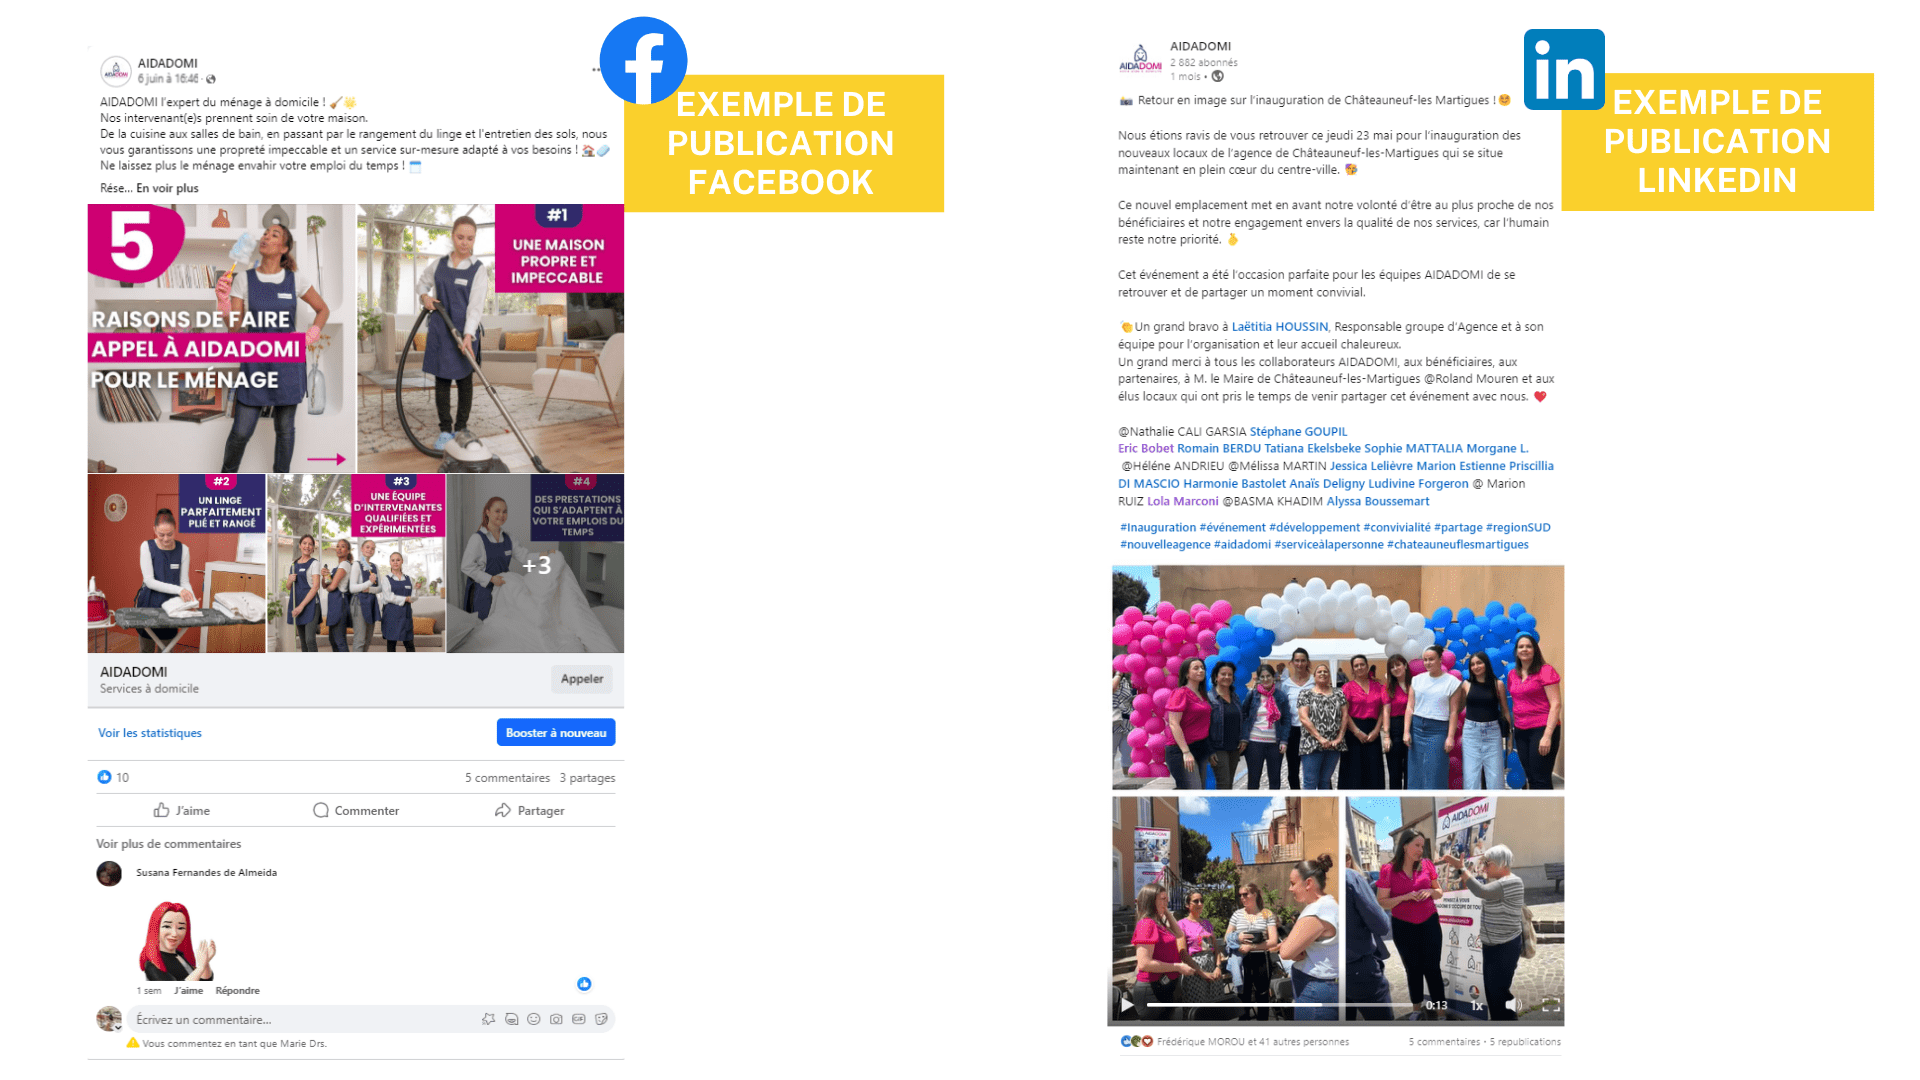 AIDADOMI
6 juin à 16:46 ·
AIDADOMI l'expert du ménage à domicile !
Nos intervenant(e)s prennent soin de votre maison.
De la cuisine aux salles de bain, en passant par le rangement du linge et l'entretien des sols, nous
vous garantissons une propreté impeccable et un service sur-mesure adapté à vos besoins !
Ne laissez plus le ménage envahir votre emploi du temps !
Rése... En voir plus
EXEMPLE DE
PUBLICATION
FACEBOOK
5
RAISONS DE FAIRE
APPEL À AIDADOMI
POUR LE MÉNAGE
#1
UNE MAISON
PROPRE ET
IMPECCABLE
#2
UN LINGE
PARFAITEMENT
PLIÉ ET RANGÉ
#3
UNE ÉQUIPE
D'INTERVENANTES
QUALIFIÉES ET
EXPÉRIMENTÉES
#4
DES PRESTATIONS
QUI S'ADAPTENT À
VOTRE EMPLOIS DU
TEMPS
+3
AIDADOMI
Services à domicile
Appeler
Voir les statistiques
Booster à nouveau
10
5 commentaires 3 partages
J'aime
Commenter
Partager
Voir plus de commentaires
Susana Fernandes de Almeida
1 sem J'aime Répondre
Écrivez un commentaire...
Vous commentez en tant que Marie Drs.
AIDADOMI
AIDADOMI
2 882 abonnés
1 mois •
Retour en image sur l'inauguration de Châteauneuf-les Martigues !
Nous étions ravis de vous retrouver ce jeudi 23 mai pour l'inauguration des
nouveaux locaux de l'agence de Châteauneuf-les-Martigues qui se situe
maintenant en plein cœur du centre-ville.
Ce nouvel emplacement met en avant notre volonté d'être au plus proche de nos
bénéficiaires et notre engagement envers la qualité de nos services, car l'humain
reste notre priorité.
Cet événement a été l'occasion parfaite pour les équipes AIDADOMI de se
retrouver et de partager un moment convivial.
Un grand bravo à Laëtitia HOUSSIN, Responsable groupe d'Agence et à son
équipe pour l'organisation et leur accueil chaleureux.
Un grand merci à tous les collaborateurs AIDADOMI, aux bénéficiaires, aux
partenaires, à M. le Maire de Châteauneuf-les-Martigues @Roland Mouren et aux
élus locaux qui ont pris le temps de venir partager cet événement avec nous.
@Nathalie CALI GARSIA Stéphane GOUPIL
Eric Bobet Romain BERDU Tatiana Ekelsbeke Sophie MATTALIA Morgane L.
@Héléne ANDRIEU @Mélissa MARTIN Jessica Lelièvre Marion Estienne Priscillia
DI MASCIO Harmonie Bastolet Anaïs Deligny Ludivine Forgeron @ Marion
RUIZ Lola Marconi @BASMA KHADIM Alyssa Boussemart
#Inauguration #événement #développement #convivialité #partage #regionSUD
#nouvelleagence #aidadomi #serviceàlapersonne #chateauneuflesmartigues
in
EXEMPLE DE
PUBLICATION
LINKEDIN
AIDADOMI
AIDADOMI
0:13 1x
Frédérique MOROU et 41 autres personnes
5 commentaires • 5 republications